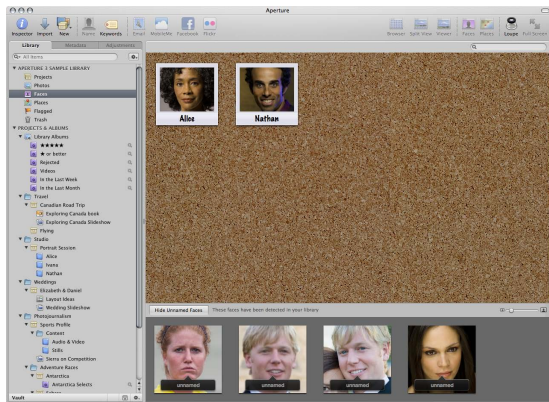 Aperture
Inspector Import New Name Keywords Email MobileMe Facebook Flickr Browser Split View Viewer Faces Places Loupe Full Screen
Library Metadata Adjustments
All Items
APERTURE 3 SAMPLE LIBRARY
Projects
Photos
Faces
Places
Flagged
Trash
PROJECTS & ALBUMS
Library Albums
★★★★★
★ or better
Rejected
Videos
In the Last Week
In the Last Month
Travel
Canadian Road Trip
Exploring Canada book
Exploring Canada Slideshow
Flying
Studio
Portrait Session
Alice
Ivana
Nathan
Weddings
Elizabeth & Daniel
Layout Ideas
Wedding Slideshow
Photojournalism
Sports Profile
Content
Audio & Video
Stills
Sierra on Competition
Adventure Races
Antarctica
Antarctica Selects
Vault
Alice Nathan
Hide Unnamed Faces These faces have been detected in your library
unnamed unnamed unnamed unnamed